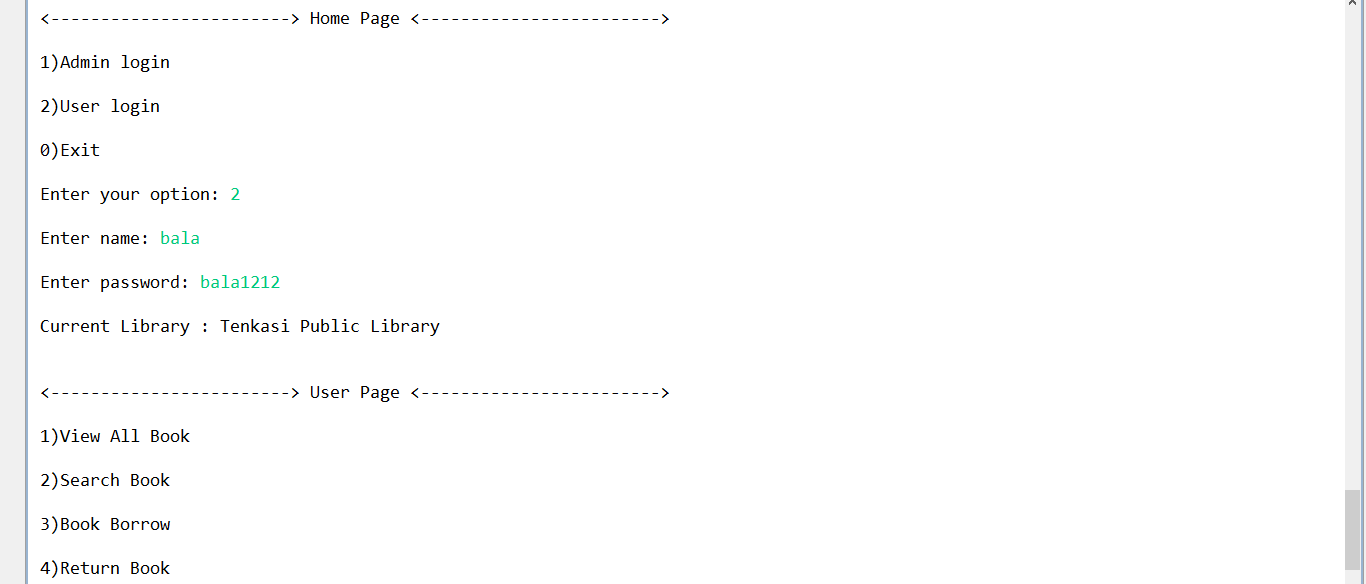 <------------------------> Home Page <------------------------>
1)Admin login
2)User login
0)Exit
Enter your option: 2
Enter name: bala
Enter password: bala1212
Current Library : Tenkasi Public Library
<------------------------> User Page <------------------------>
1)View All Book
2)Search Book
3)Book Borrow
4)Return Book